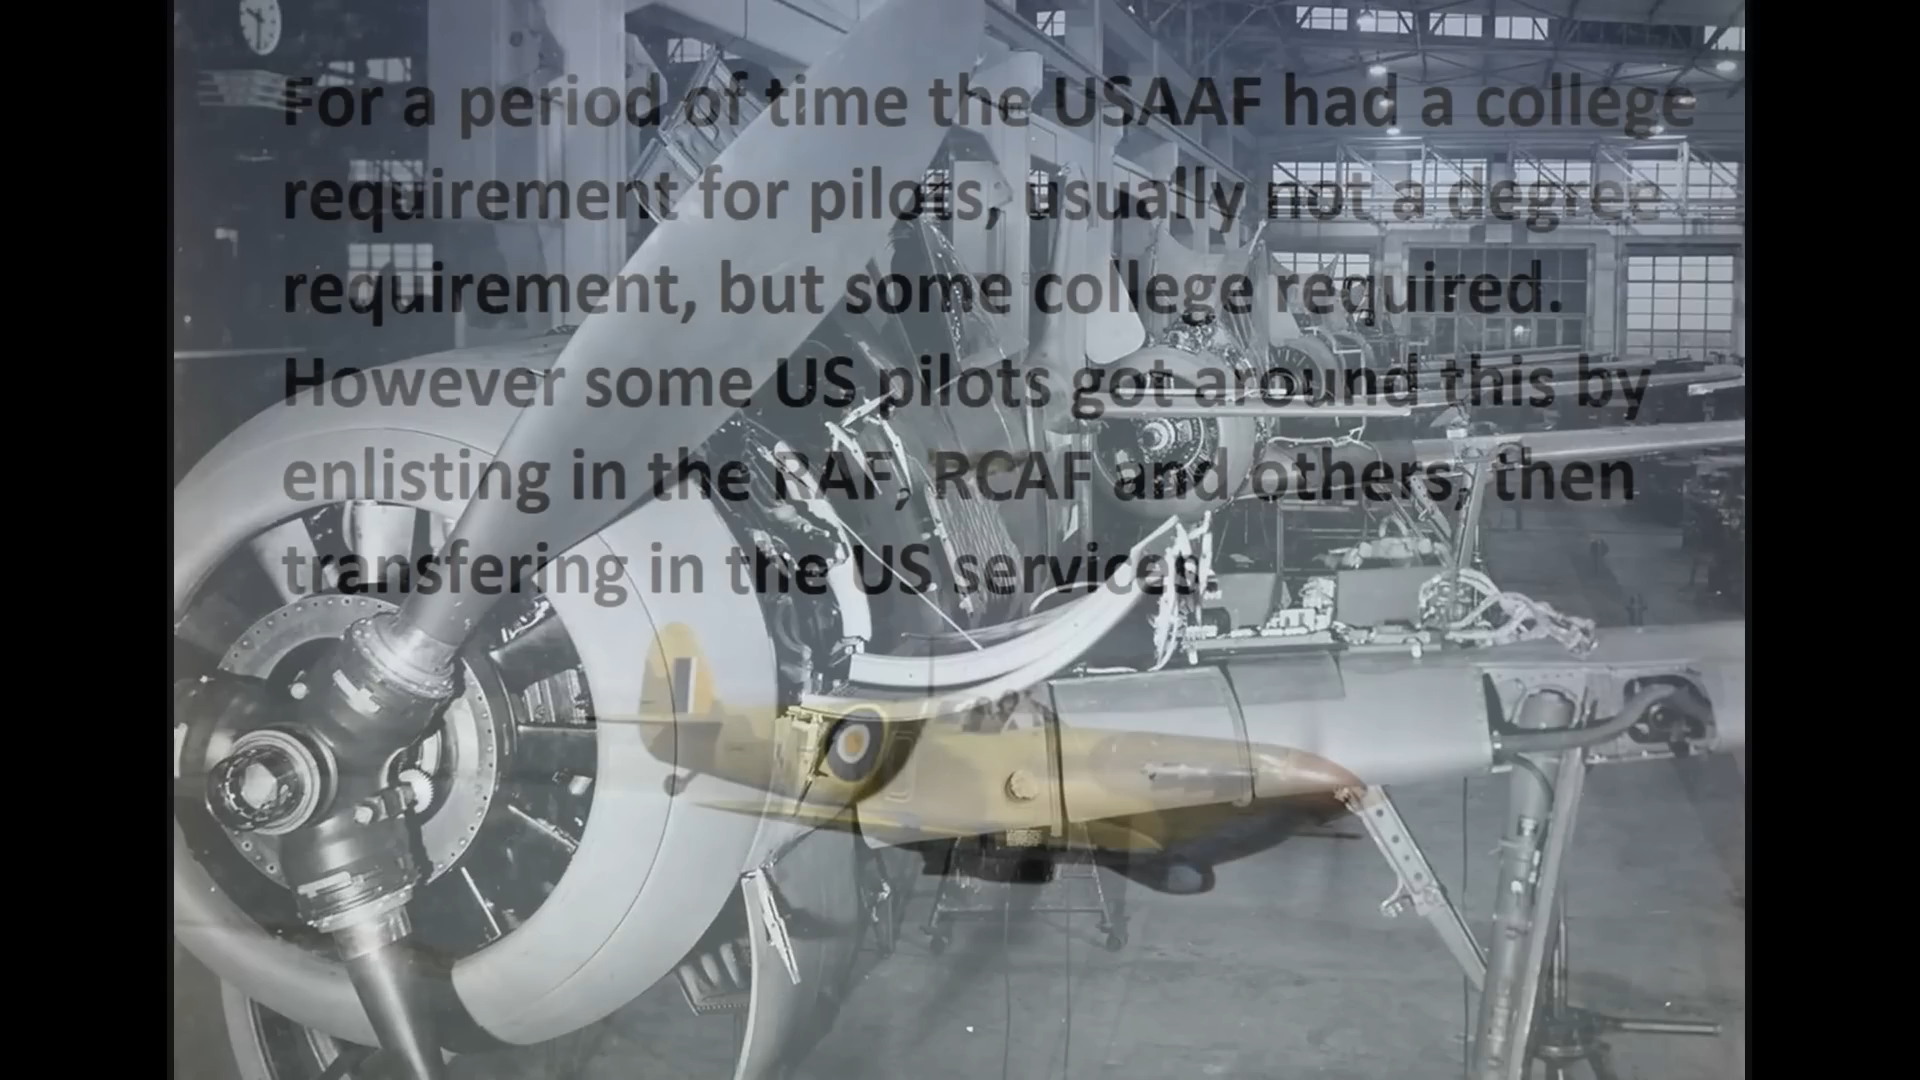 For a period of time the USAAF had a college
requirement for pilots, usually not a degree
requirement, but some college required.
However some US pilots got around this by
enlisting in the RAF, RCAF and others, then
transfering in the US services.